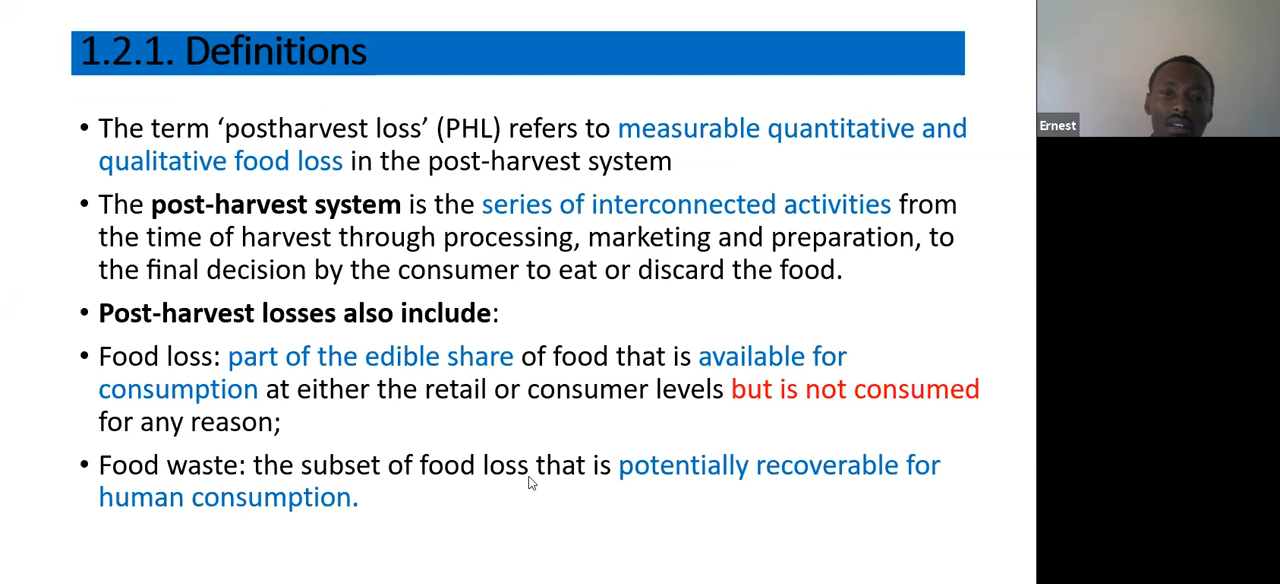 1.2.1. Definitions
• The term ‘postharvest loss’ (PHL) refers to measurable quantitative and
qualitative food loss in the post-harvest system
• The post-harvest system is the series of interconnected activities from
the time of harvest through processing, marketing and preparation, to
the final decision by the consumer to eat or discard the food.
• Post-harvest losses also include:
• Food loss: part of the edible share of food that is available for
consumption at either the retail or consumer levels but is not consumed
for any reason;
• Food waste: the subset of food loss that is potentially recoverable for
human consumption.
Ernest